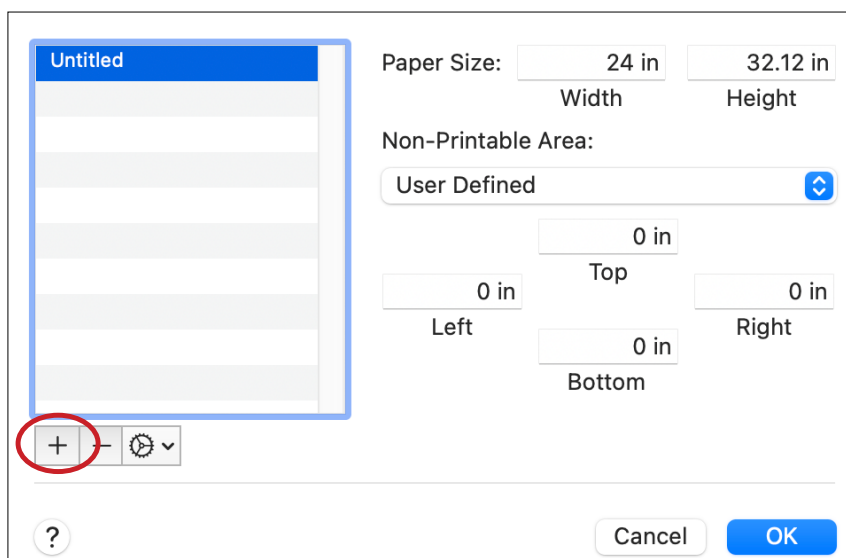 Untitled
Paper Size: 24 in 32.12 in
Width Height
Non-Printable Area:
User Defined
0 in
Top
0 in 0 in
Left Right
0 in
Bottom
+ −
?
Cancel OK